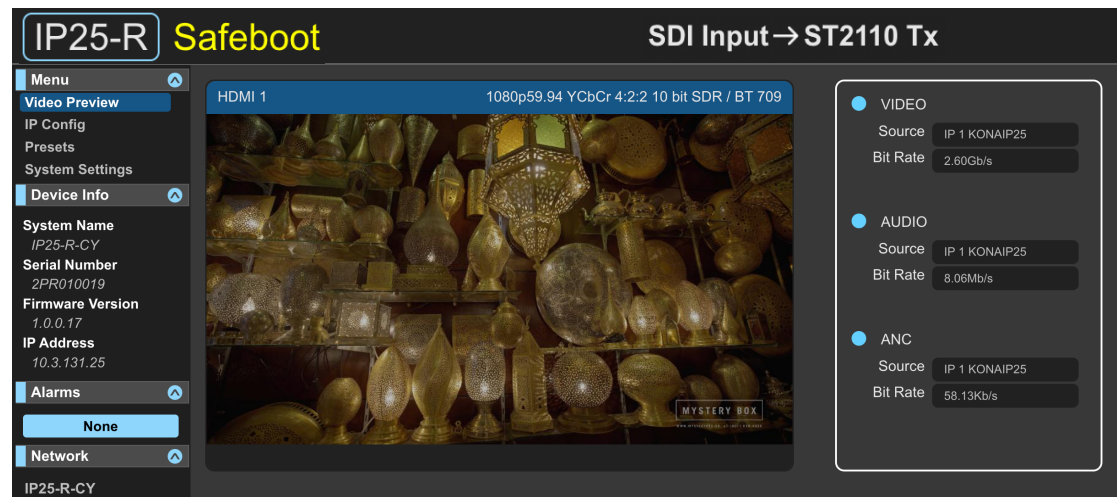 IP25-R Safeboot
SDI Input→ST2110 Tx
Menu
Video Preview
IP Config
Presets
System Settings
Device Info
System Name
IP25-R-CY
Serial Number
2PR010019
Firmware Version
1.0.0.17
IP Address
10.3.131.25
Alarms
None
Network
IP25-R-CY
HDMI 1 1080p59.94 YCbCr 4:2:2 10 bit SDR / BT 709
MYSTERY BOX
VIDEO
Source IP 1 KONAIP25
Bit Rate 2.60Gb/s
AUDIO
Source IP 1 KONAIP25
Bit Rate 8.06Mb/s
ANC
Source IP 1 KONAIP25
Bit Rate 58.13Kb/s